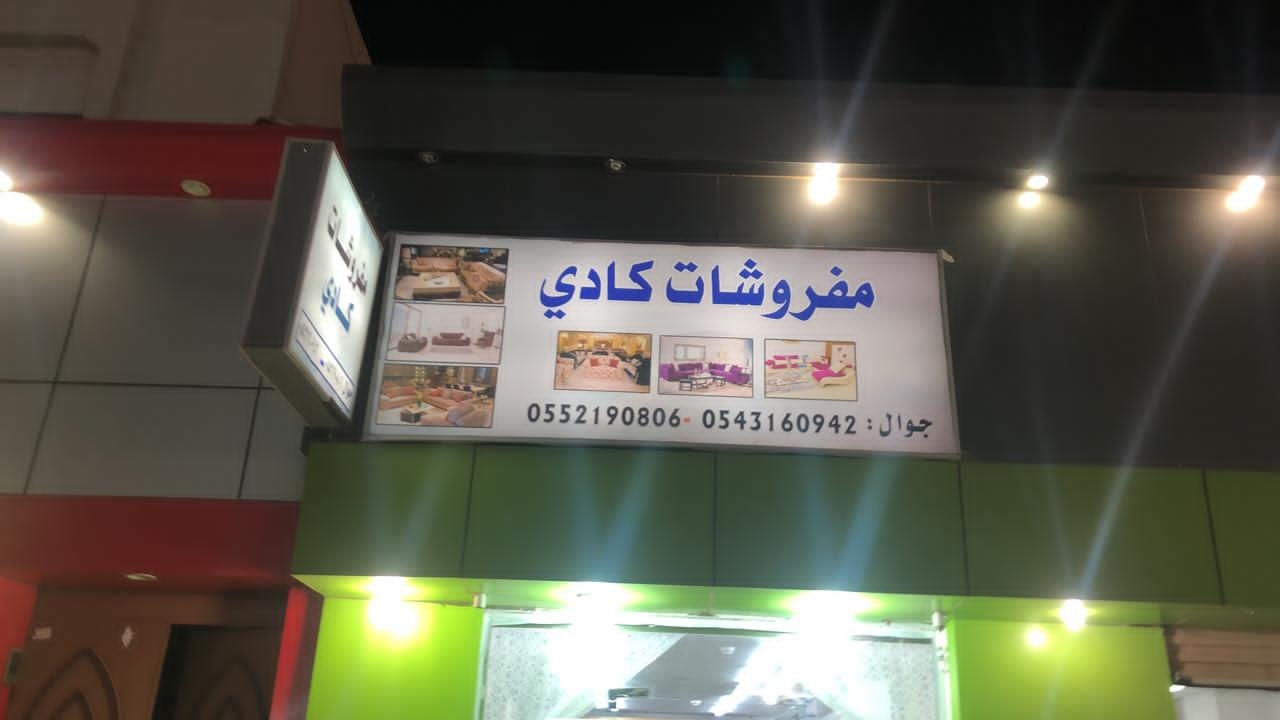 مفروشات كادي
جوال: 0543160942 - 0552190806
مفروشات
كادي